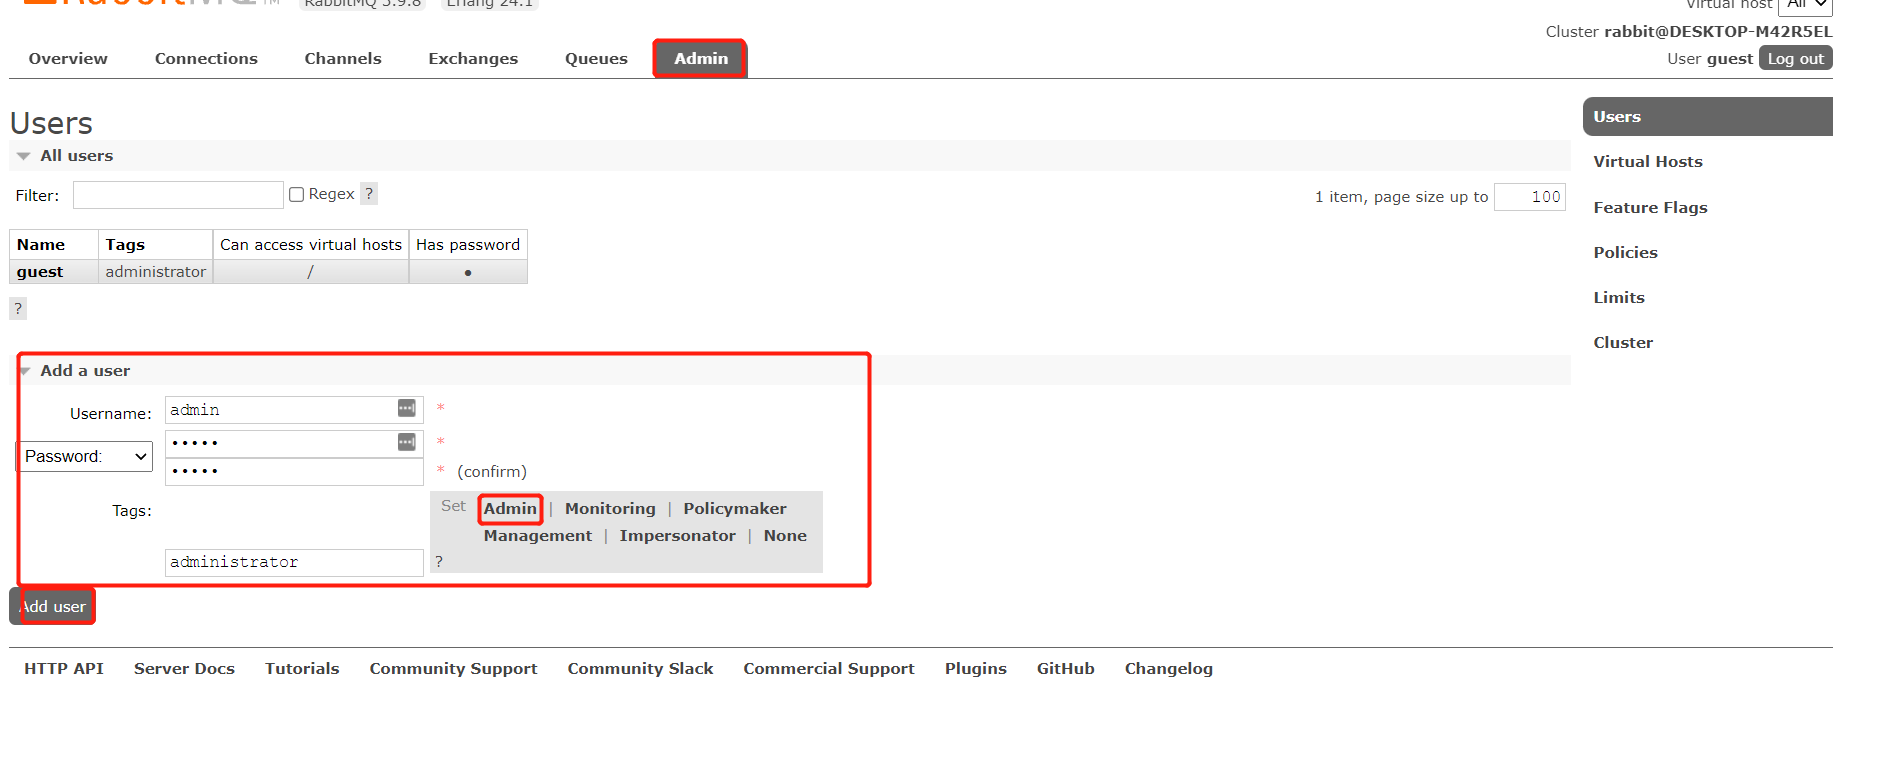 RabbitMQ TM RabbitMQ 3.9.8 Erlang 24.1
Virtual host All
Cluster rabbit@DESKTOP-M42R5EL
User guest Log out
Overview Connections Channels Exchanges Queues Admin
Users
All users
Filter: Regex ?
1 item, page size up to 100
Name Tags Can access virtual hosts Has password
guest administrator / ●
?
Add a user
Username: admin *
Password: ••••• *
••••• * (confirm)
Tags: Set Admin | Monitoring | Policymaker
Management | Impersonator | None
administrator ?
Add user
Users
Virtual Hosts
Feature Flags
Policies
Limits
Cluster
HTTP API Server Docs Tutorials Community Support Community Slack Commercial Support Plugins GitHub Changelog